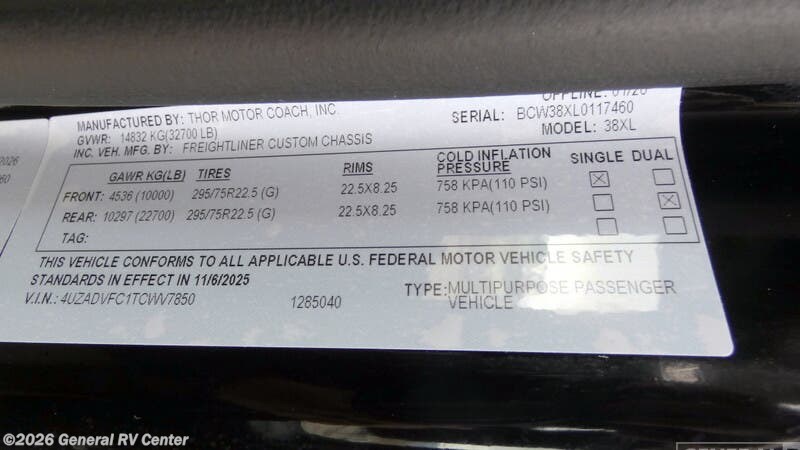 OFFLINE: 01/26
MANUFACTURED BY: THOR MOTOR COACH, INC.
SERIAL: BCW38XL0117460
GVWR: 14832 KG(32700 LB)
MODEL: 38XL
INC. VEH. MFG. BY: FREIGHTLINER CUSTOM CHASSIS
GAWR KG(LB) TIRES RIMS COLD INFLATION PRESSURE SINGLE DUAL
FRONT: 4536 (10000) 295/75R22.5 (G) 22.5X8.25 758 KPA(110 PSI)
REAR: 10297 (22700) 295/75R22.5 (G) 22.5X8.25 758 KPA(110 PSI)
TAG:
THIS VEHICLE CONFORMS TO ALL APPLICABLE U.S. FEDERAL MOTOR VEHICLE SAFETY
STANDARDS IN EFFECT IN 11/6/2025
V.I.N.: 4UZADVFC1TCWV7850 1285040 TYPE: MULTIPURPOSE PASSENGER
VEHICLE
©2026 General RV Center